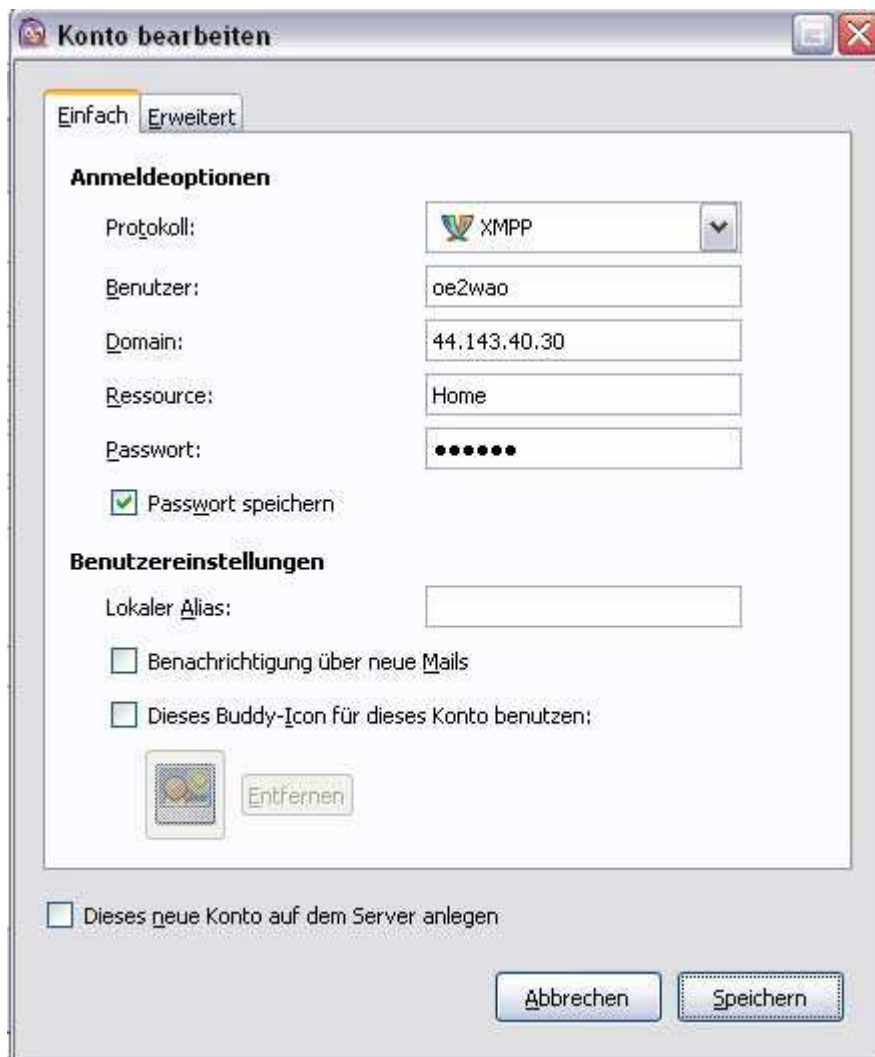 Konto bearbeiten
Einfach Erweitert
Anmeldeoptionen
Protokoll: XMPP
Benutzer: oe2wao
Domain: 44.143.40.30
Ressource: Home
Passwort: ••••••
Passwort speichern
Benutzereinstellungen
Lokaler Alias:
Benachrichtigung über neue Mails
Dieses Buddy-Icon für dieses Konto benutzen:
Entfernen
Dieses neue Konto auf dem Server anlegen
Abbrechen Speichern